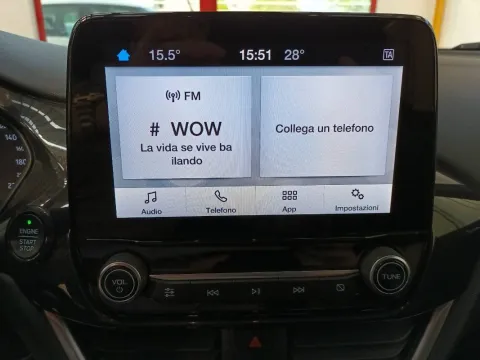 15.5° 15:51 28° TA
FM
# WOW
La vida se vive ba
ilando
Collega un telefono
Audio Telefono App Impostazioni
140
180
ENGINE
START
STOP
VOL
TUNE